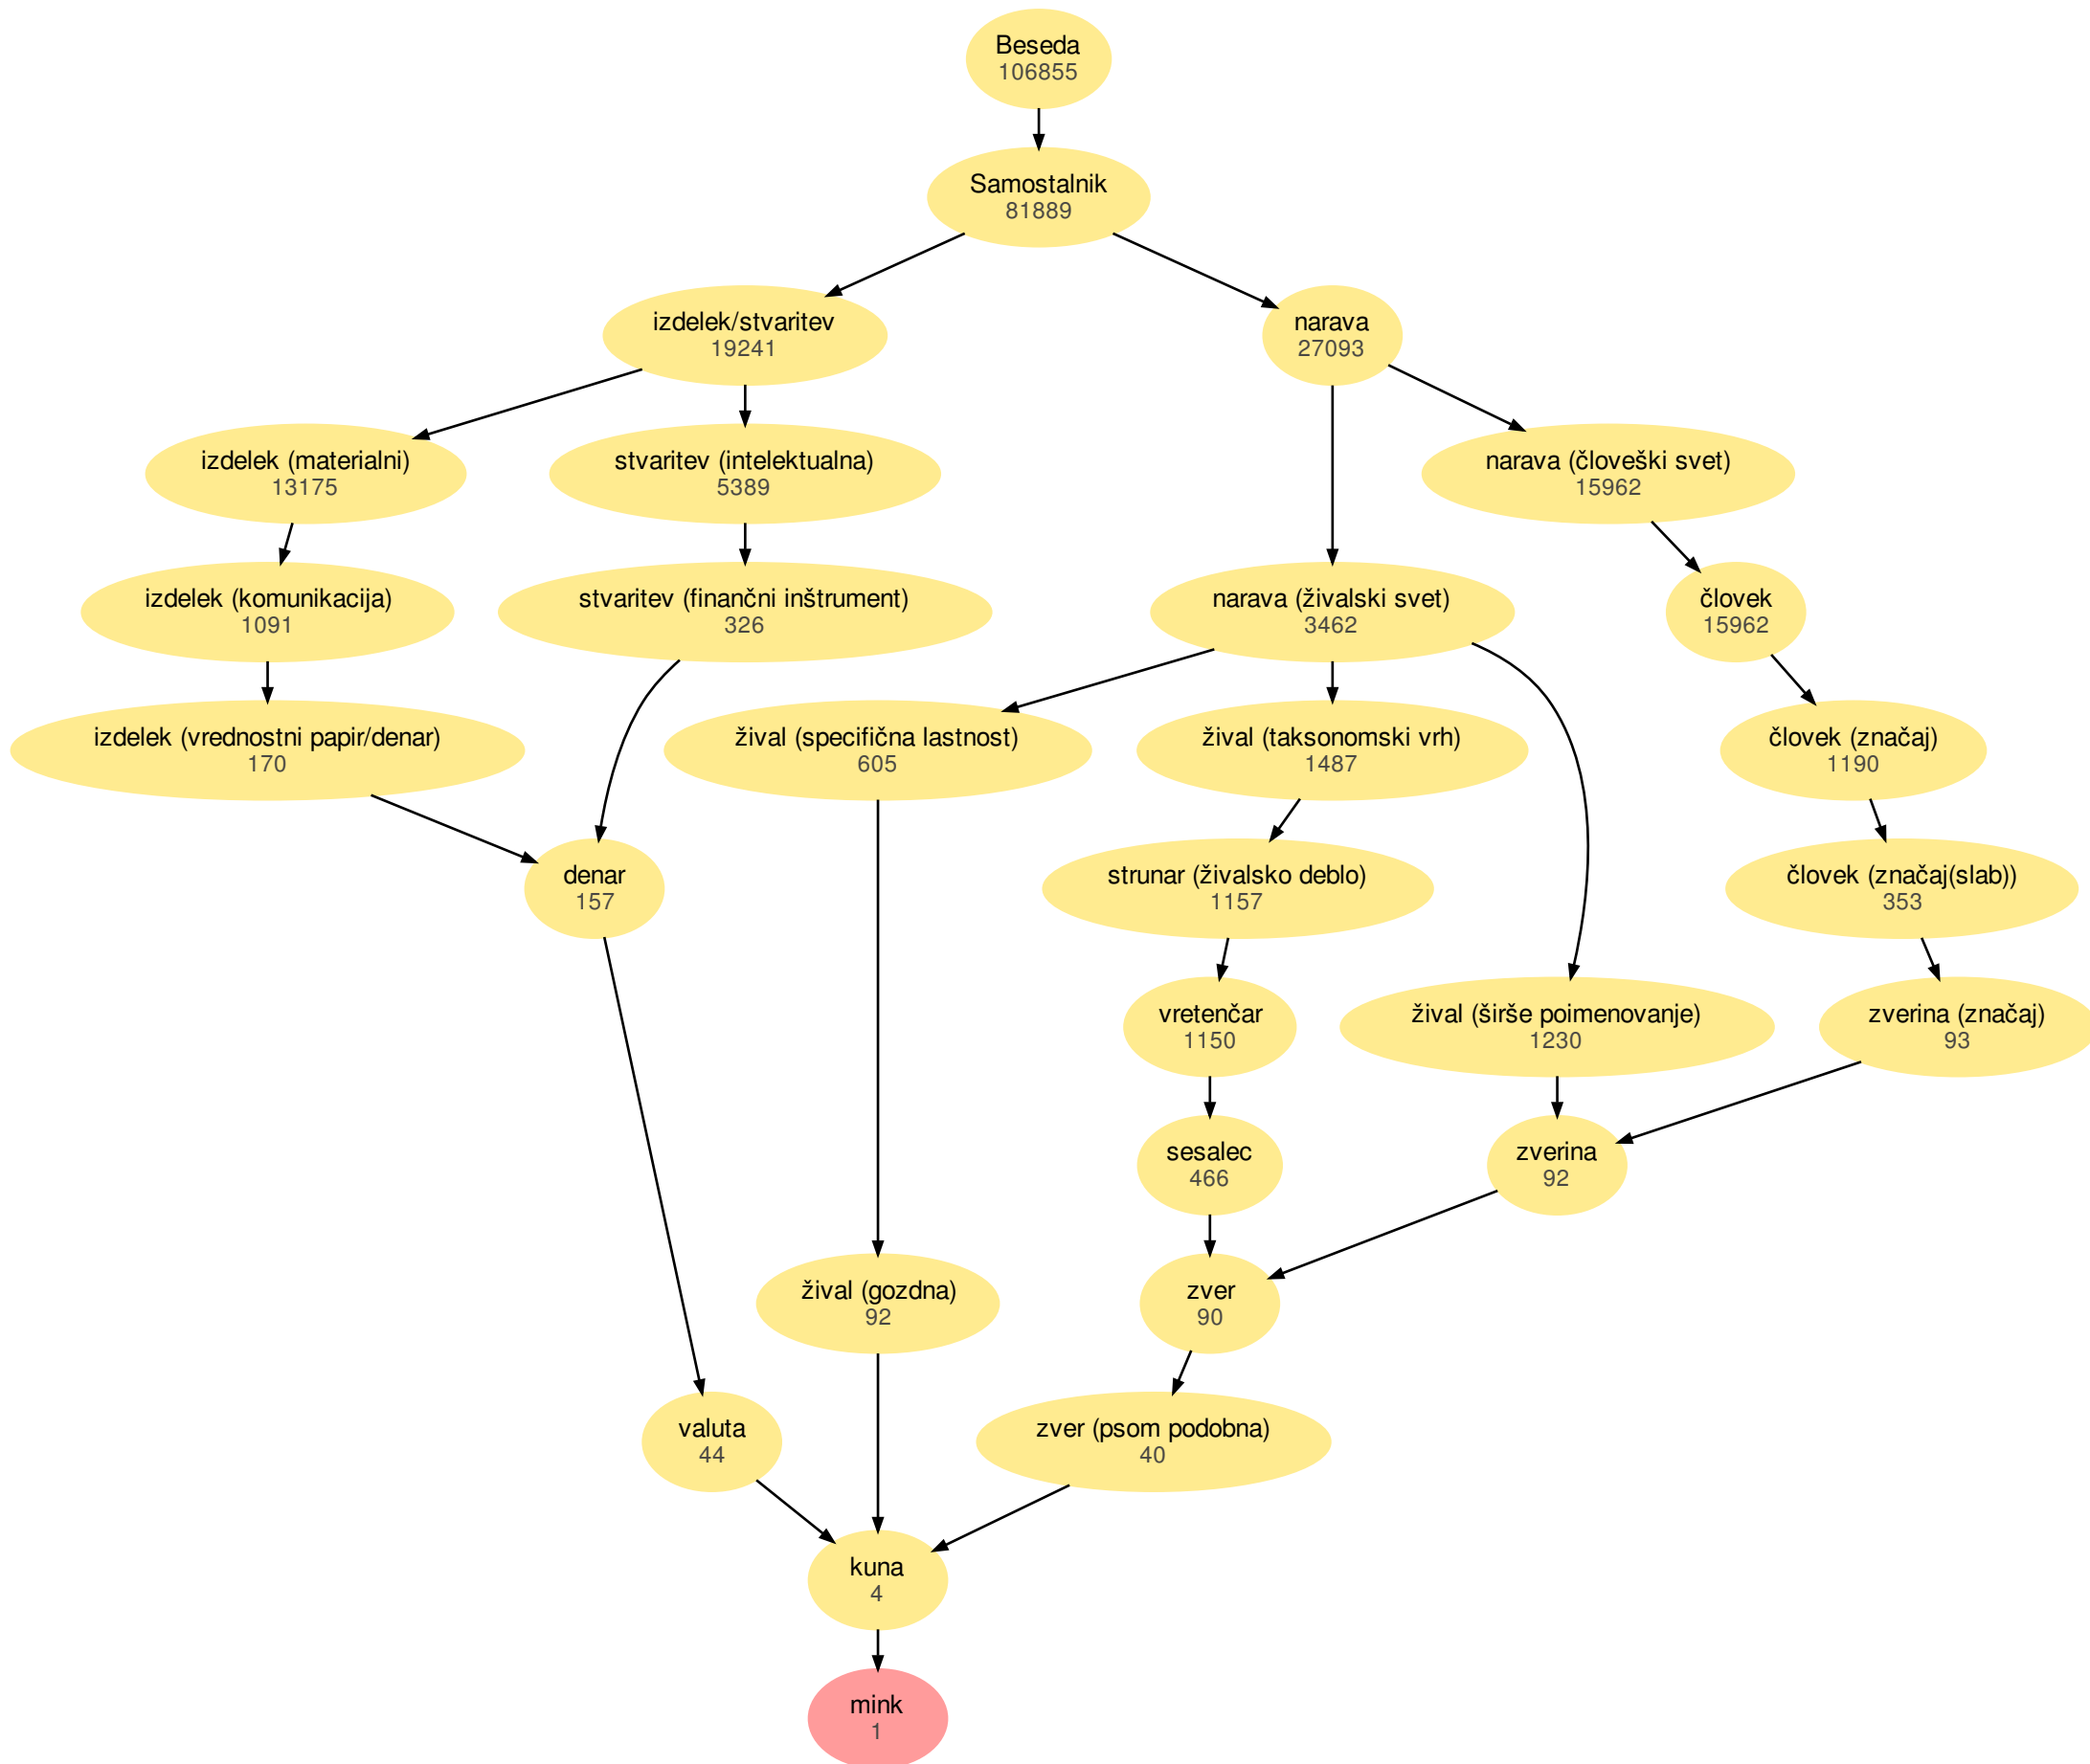 Beseda
106855
Samostalnik
81889
izdelek/stvaritev
19241
narava
27093
izdelek (materialni)
13175
stvaritev (intelektualna)
5389
narava (človeški svet)
15962
izdelek (komunikacija)
1091
stvaritev (finančni inštrument)
326
narava (živalski svet)
3462
človek
15962
izdelek (vrednostni papir/denar)
170
žival (specifična lastnost)
605
žival (taksonomski vrh)
1487
človek (značaj)
1190
denar
157
strunar (živalsko deblo)
1157
človek (značaj(slab))
353
vretenčar
1150
žival (širše poimenovanje)
1230
zverina (značaj)
93
sesalec
466
zverina
92
žival (gozdna)
92
zver
90
valuta
44
zver (psom podobna)
40
kuna
4
mink
1